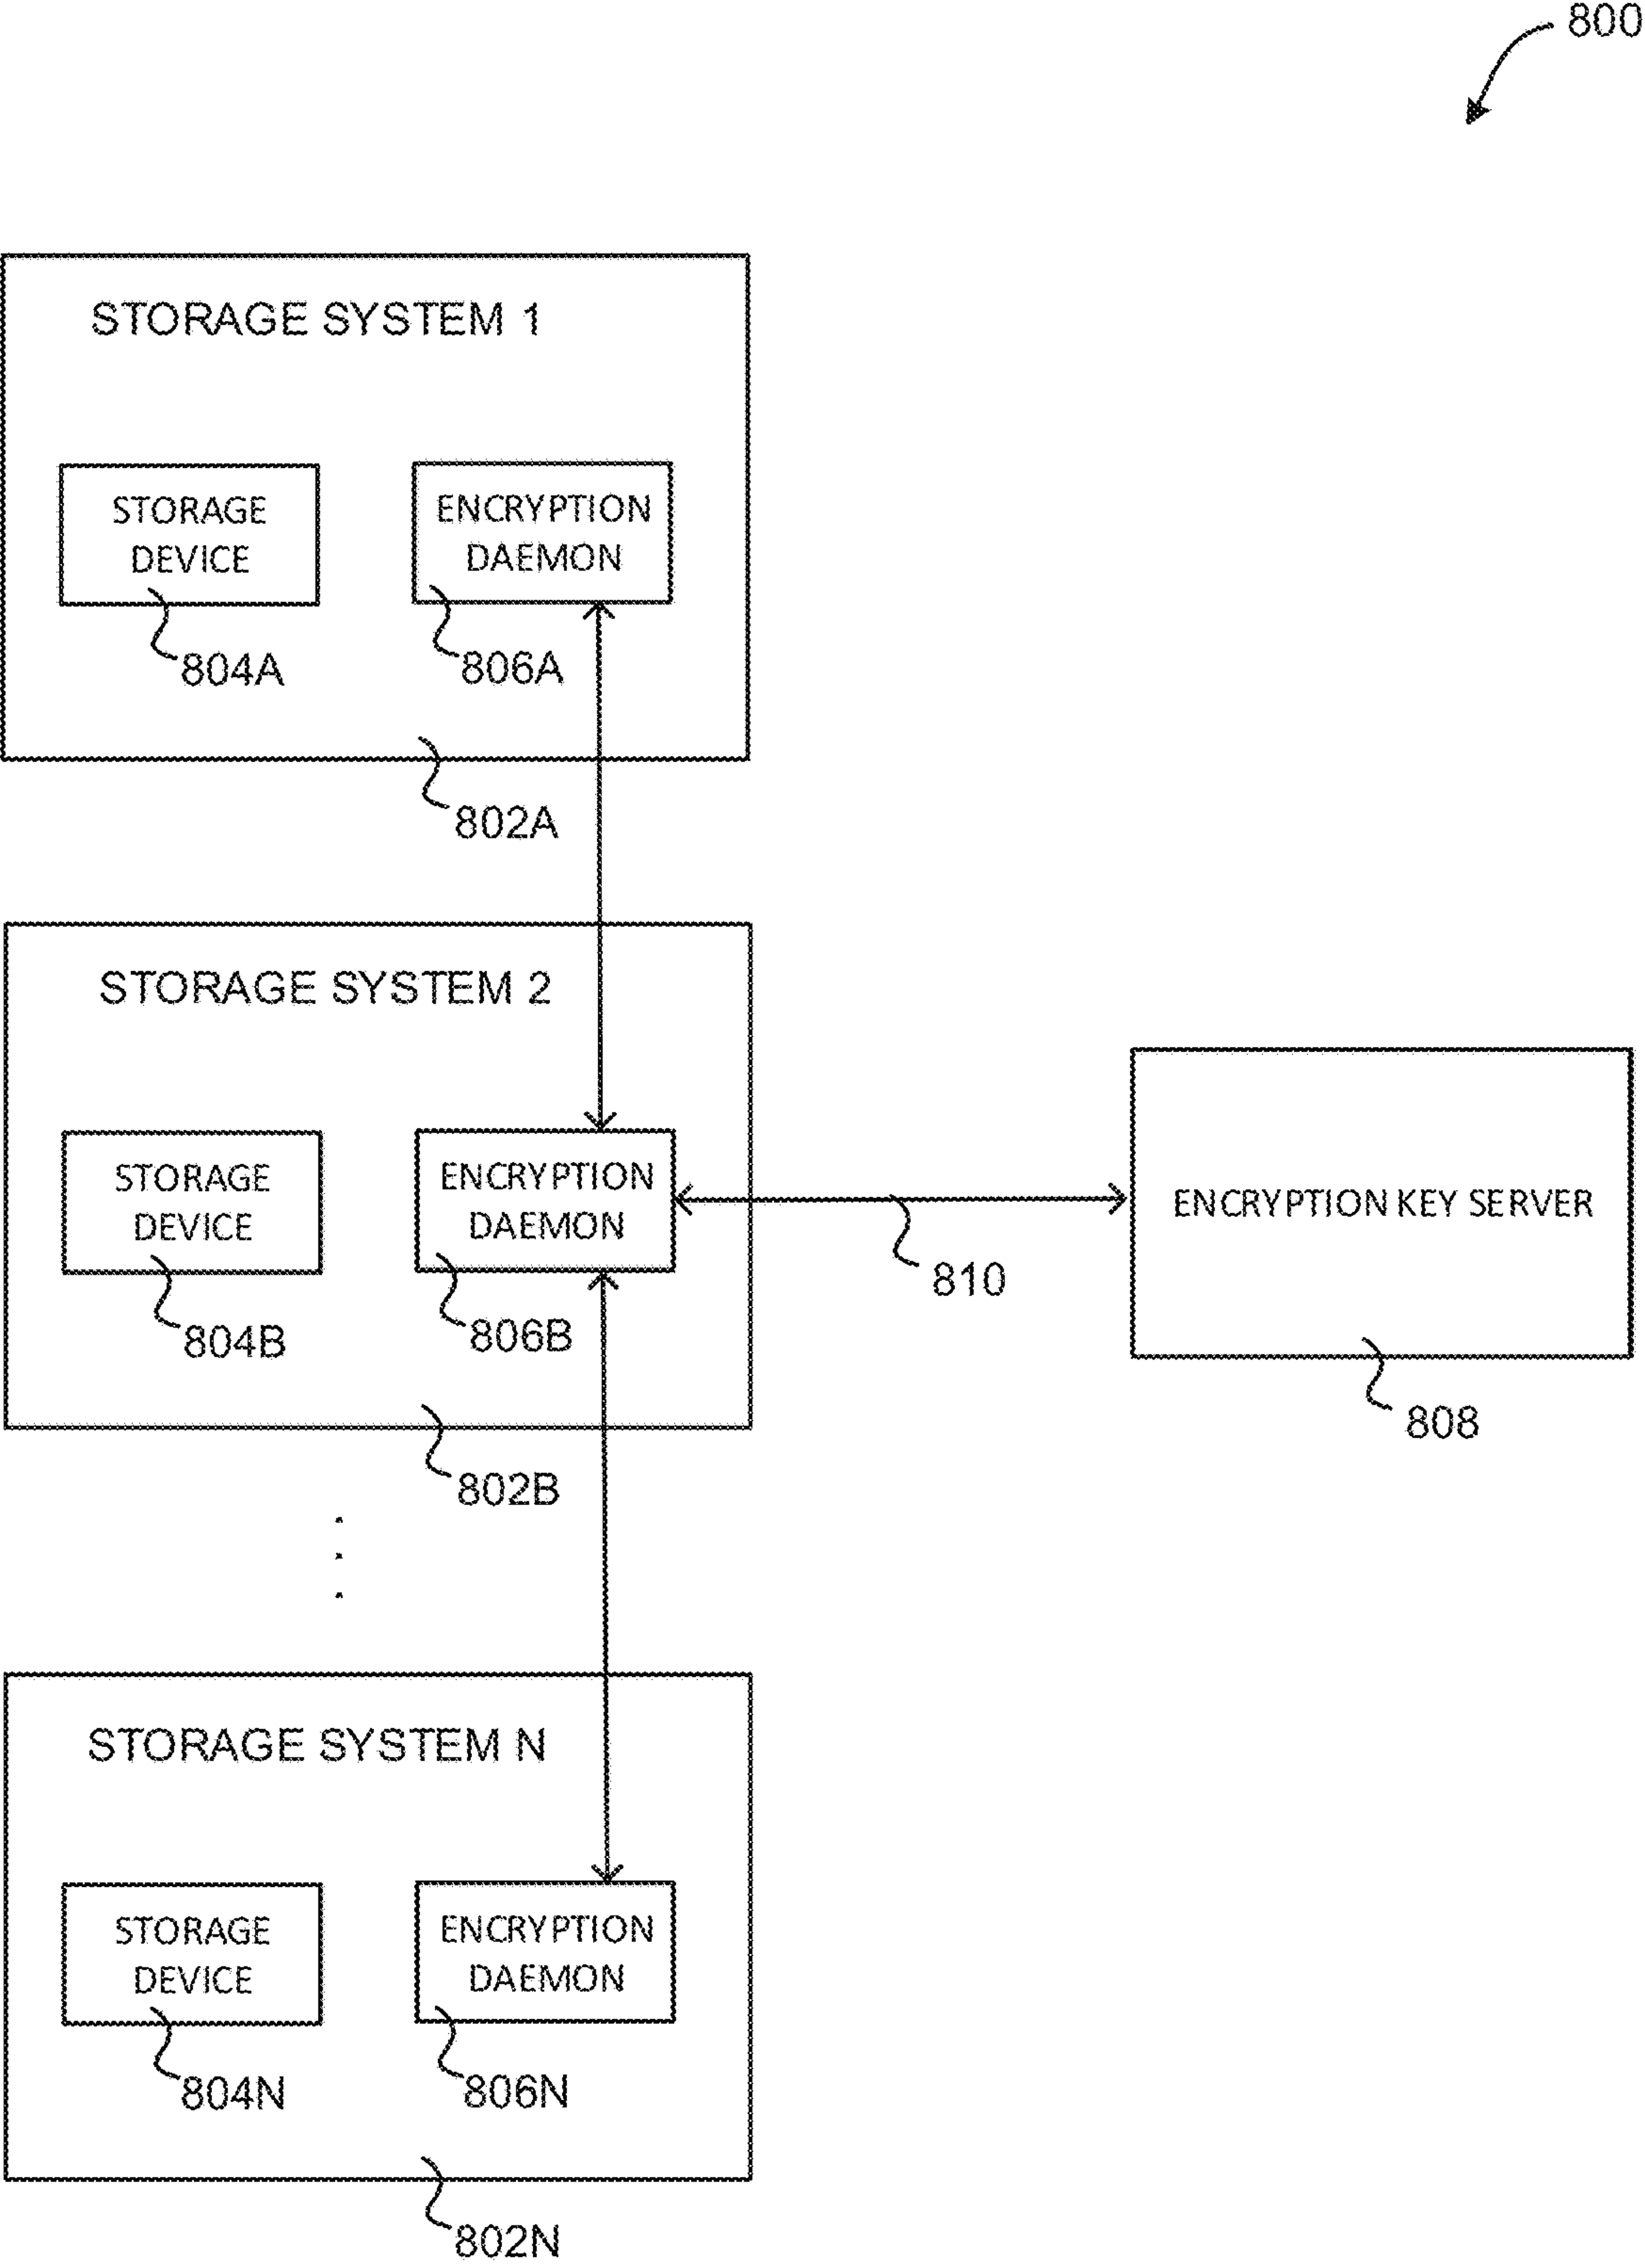 800
STORAGE SYSTEM 1
STORAGE
DEVICE
ENCRYPTION
DAEMON
804A
806A
802A
STORAGE SYSTEM 2
STORAGE
DEVICE
ENCRYPTION
DAEMON
804B
806B
802B
810
ENCRYPTION KEY SERVER
808
STORAGE SYSTEM N
STORAGE
DEVICE
ENCRYPTION
DAEMON
804N
806N
802N